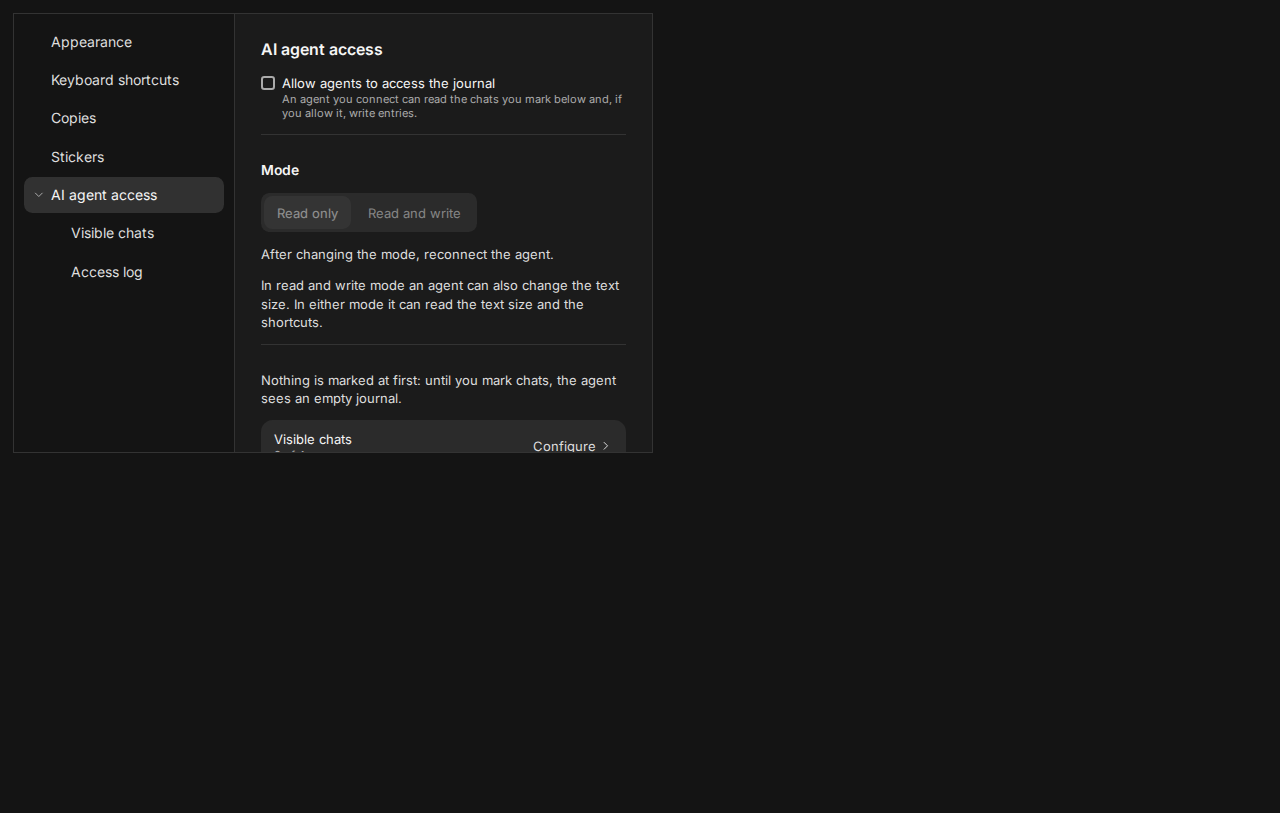 Appearance
Keyboard shortcuts
Copies
Stickers
AI agent access
Visible chats
Access log
AI agent access
Allow agents to access the journal
An agent you connect can read the chats you mark below and, if
you allow it, write entries.
Mode
Read only
Read and write
After changing the mode, reconnect the agent.
In read and write mode an agent can also change the text
size. In either mode it can read the text size and the
shortcuts.
Nothing is marked at first: until you mark chats, the agent
sees an empty journal.
Visible chats
Configure